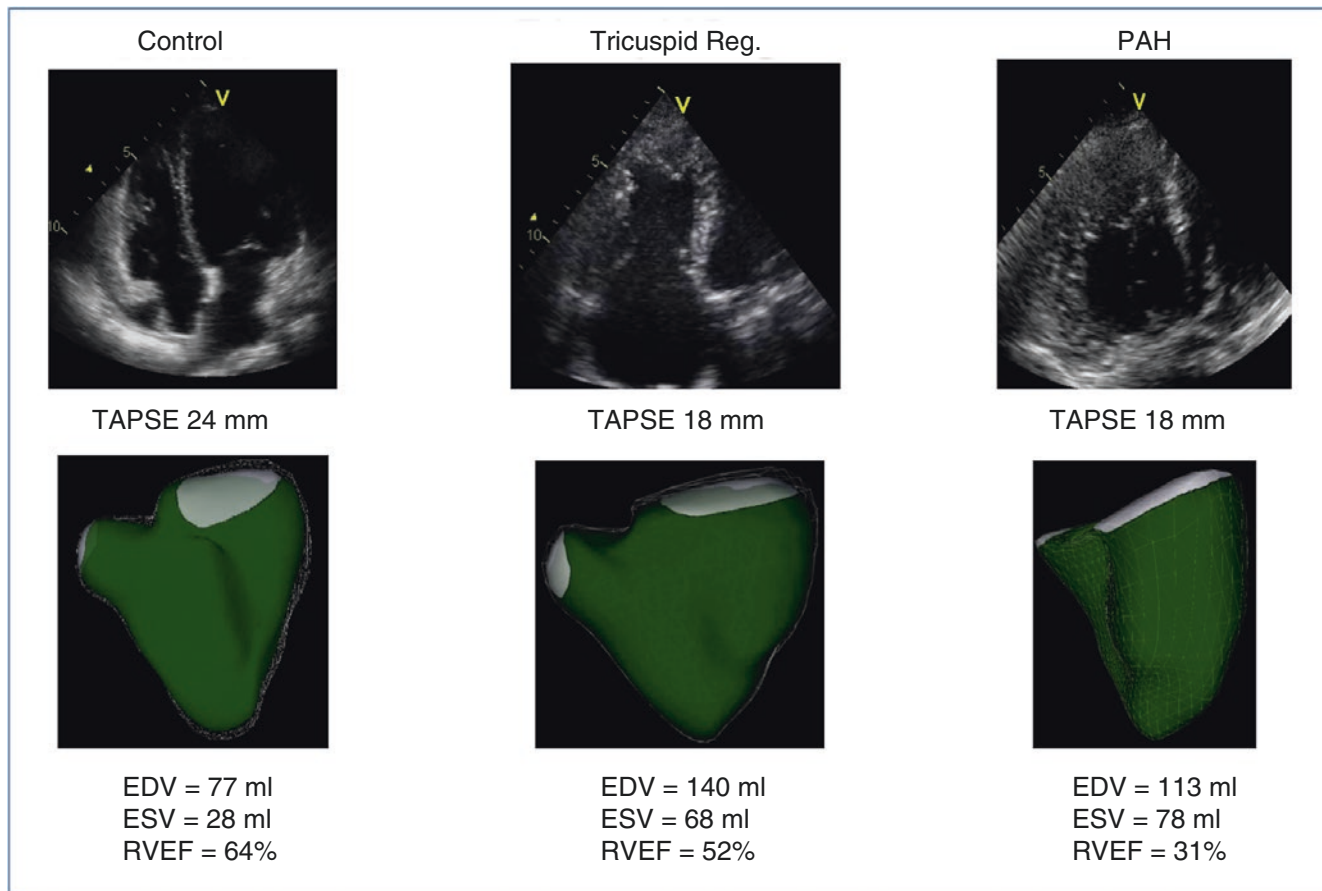 Control
Tricuspid Reg.
PAH
V
5
10
V
5
10
V
5
TAPSE 24 mm
TAPSE 18 mm
TAPSE 18 mm
EDV = 77 ml
ESV = 28 ml
RVEF = 64%
EDV = 140 ml
ESV = 68 ml
RVEF = 52%
EDV = 113 ml
ESV = 78 ml
RVEF = 31%